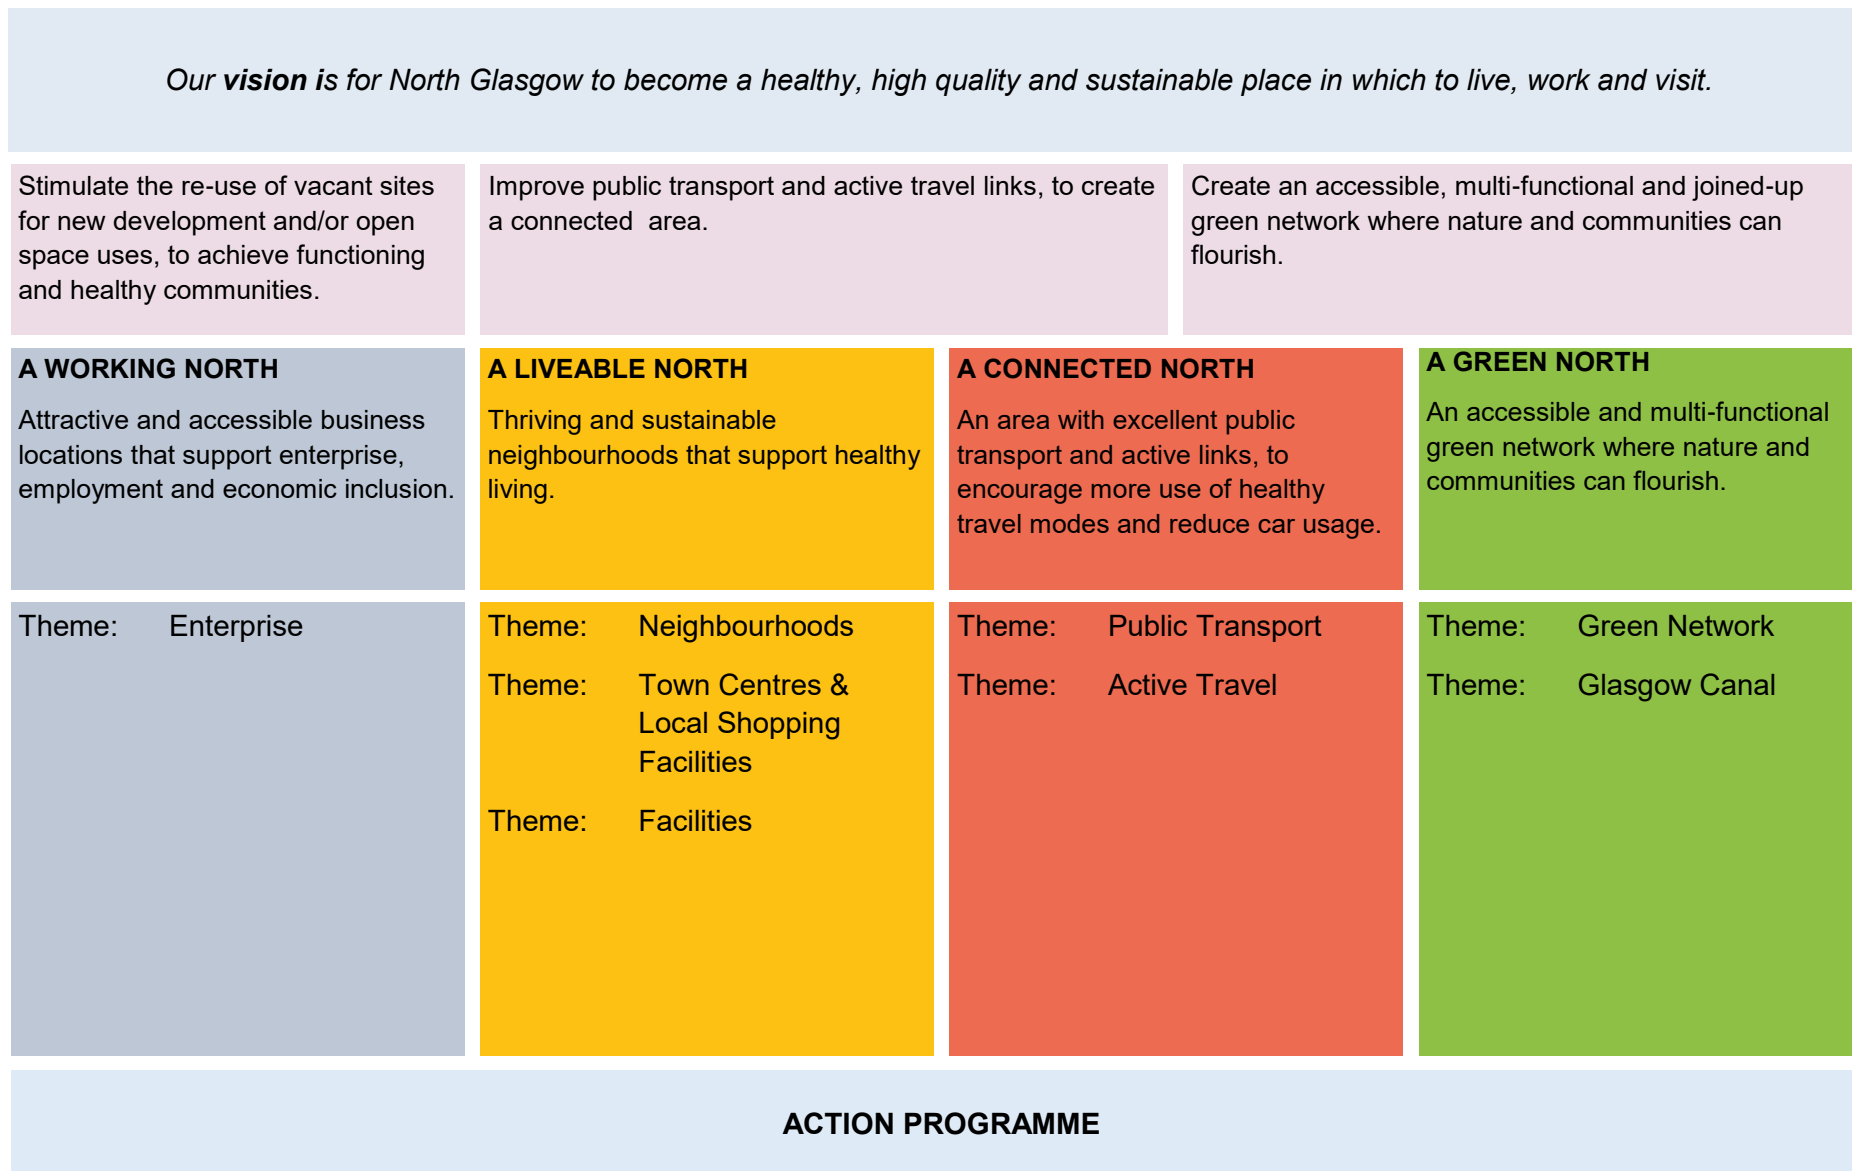 Our vision is for North Glasgow to become a healthy, high quality and sustainable place in which to live, work and visit.
Stimulate the re-use of vacant sites
for new development and/or open
space uses, to achieve functioning
and healthy communities.
Improve public transport and active travel links, to create
a connected  area.
Create an accessible, multi-functional and joined-up
green network where nature and communities can
flourish.
A WORKING NORTH
Attractive and accessible business
locations that support enterprise,
employment and economic inclusion.
A LIVEABLE NORTH
Thriving and sustainable
neighbourhoods that support healthy
living.
A CONNECTED NORTH
An area with excellent public
transport and active links, to
encourage more use of healthy
travel modes and reduce car usage.
A GREEN NORTH
An accessible and multi-functional
green network where nature and
communities can flourish.
Theme: Enterprise
Theme: Neighbourhoods
Theme: Town Centres &
Local Shopping
Facilities
Theme: Facilities
Theme: Public Transport
Theme: Active Travel
Theme: Green Network
Theme: Glasgow Canal
ACTION PROGRAMME